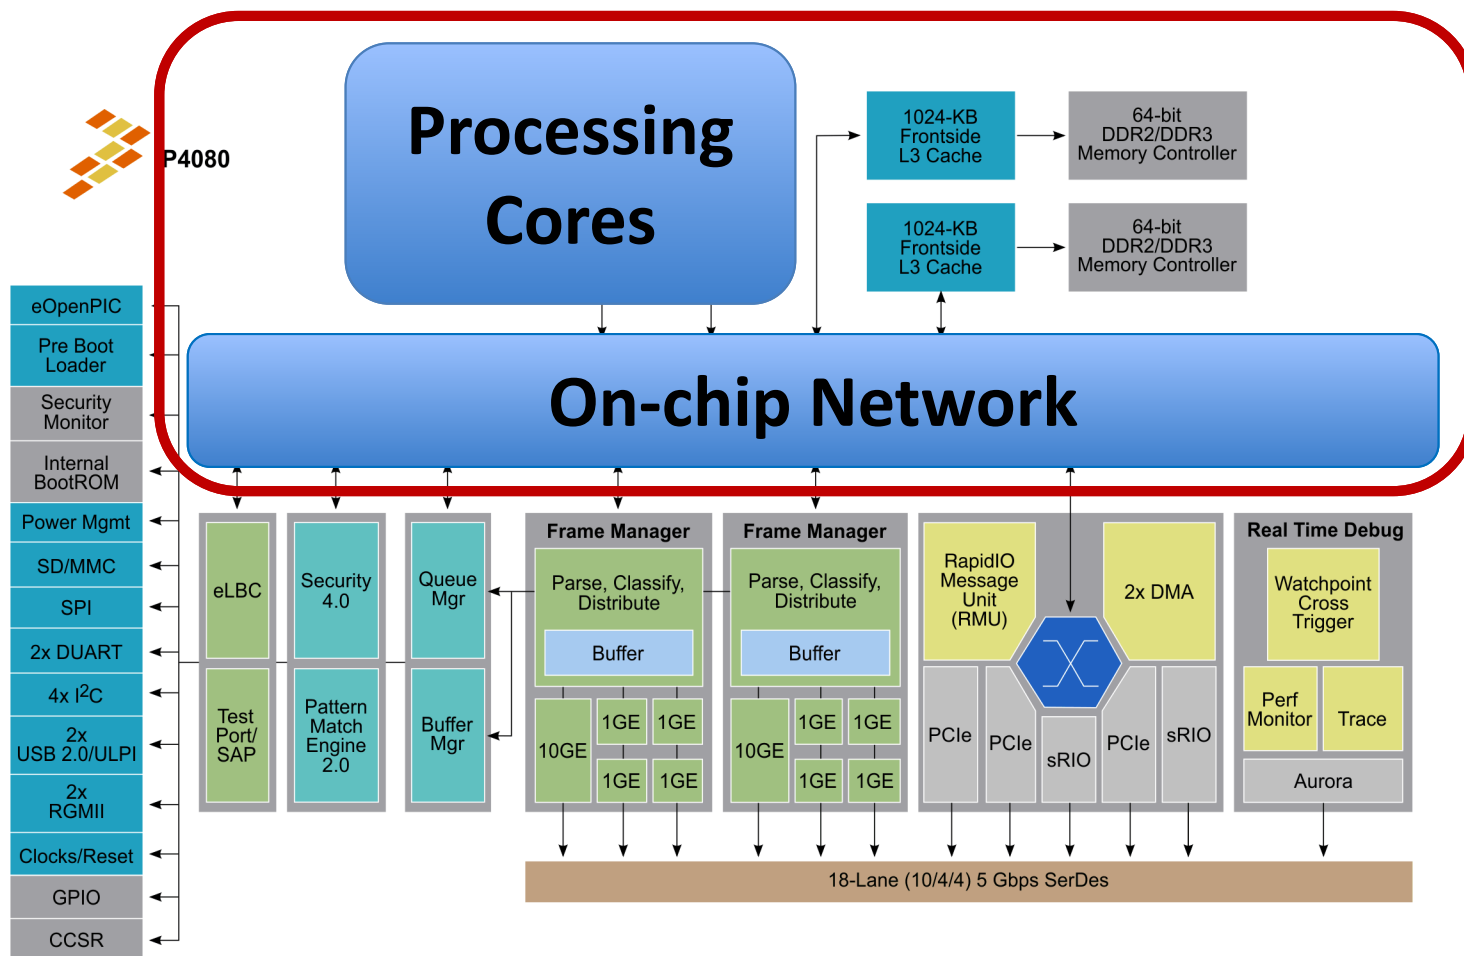 Processing
Cores
1024-KB
Frontside
L3 Cache
64-bit
DDR2/DDR3
Memory Controller
P4080
1024-KB
Frontside
L3 Cache
64-bit
DDR2/DDR3
Memory Controller
On-chip Network
eOpenPIC
Pre Boot
Loader
Security
Monitor
Internal
BootROM
Power Mgmt
SD/MMC
SPI
2x DUART
4x I²C
2x
USB 2.0/ULPI
2x
RGMII
Clocks/Reset
GPIO
CCSR
eLBC
Test
Port/
SAP
Security
4.0
Pattern
Match
Engine
2.0
Queue
Mgr
Buffer
Mgr
Frame Manager
Parse, Classify,
Distribute
Buffer
10GE
1GE
1GE
1GE
1GE
Frame Manager
Parse, Classify,
Distribute
Buffer
10GE
1GE
1GE
1GE
1GE
RapidIO
Message
Unit
(RMU)
2x DMA
PCIe
PCIe
sRIO
PCIe
sRIO
Real Time Debug
Watchpoint
Cross
Trigger
Perf
Monitor
Trace
Aurora
18-Lane (10/4/4) 5 Gbps SerDes